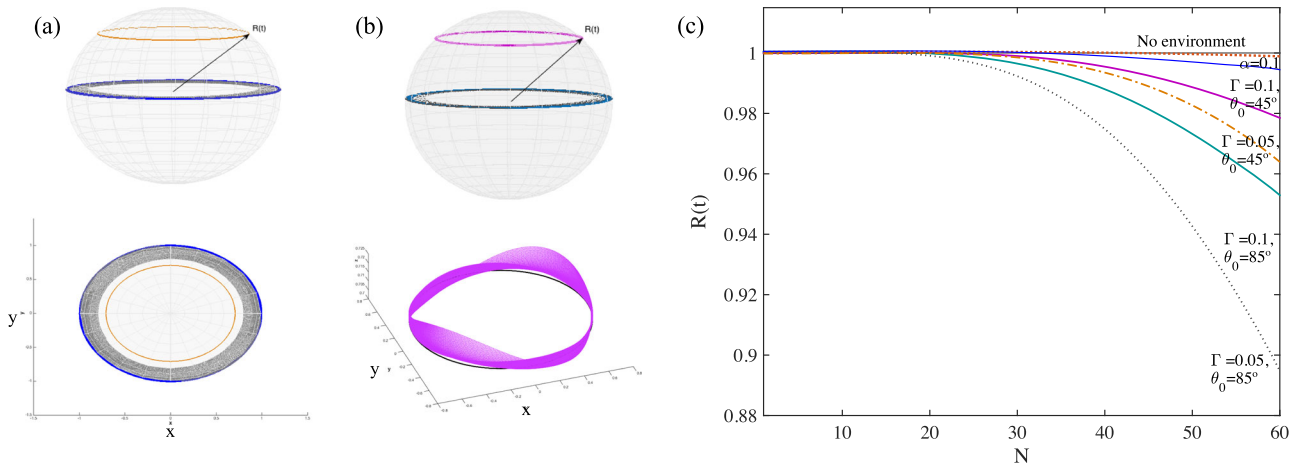 (a)
R(t)
(b)
R(t)
(c)
1
0.98
0.96
0.94
0.92
0.9
0.88
R(t)
10
20
30
40
50
60
N
No environment
α=0.1
Γ =0.1,
θ0=45°
Γ =0.05,
θ0=45°
Γ =0.1,
θ0=85°
Γ =0.05,
θ0=85°
y
x
y
x